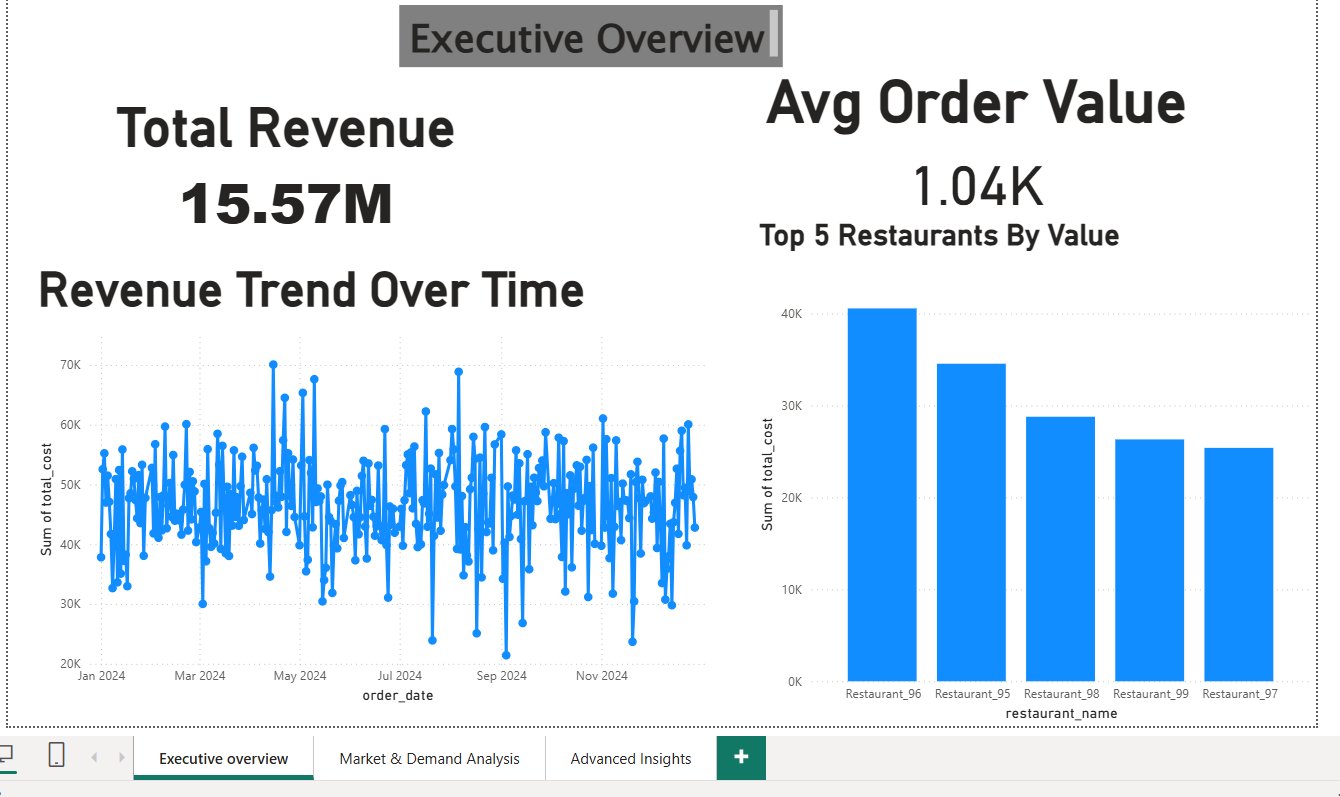 Executive Overview
Total Revenue
15.57M
Avg Order Value
1.04K
Revenue Trend Over Time
70K
60K
50K
40K
30K
20K
Sum of total_cost
Jan 2024 Mar 2024 May 2024 Jul 2024 Sep 2024 Nov 2024
order_date
Top 5 Restaurants By Value
40K
30K
20K
10K
0K
Sum of total_cost
Restaurant_96 Restaurant_95 Restaurant_98 Restaurant_99 Restaurant_97
restaurant_name
Executive overview Market & Demand Analysis Advanced Insights +